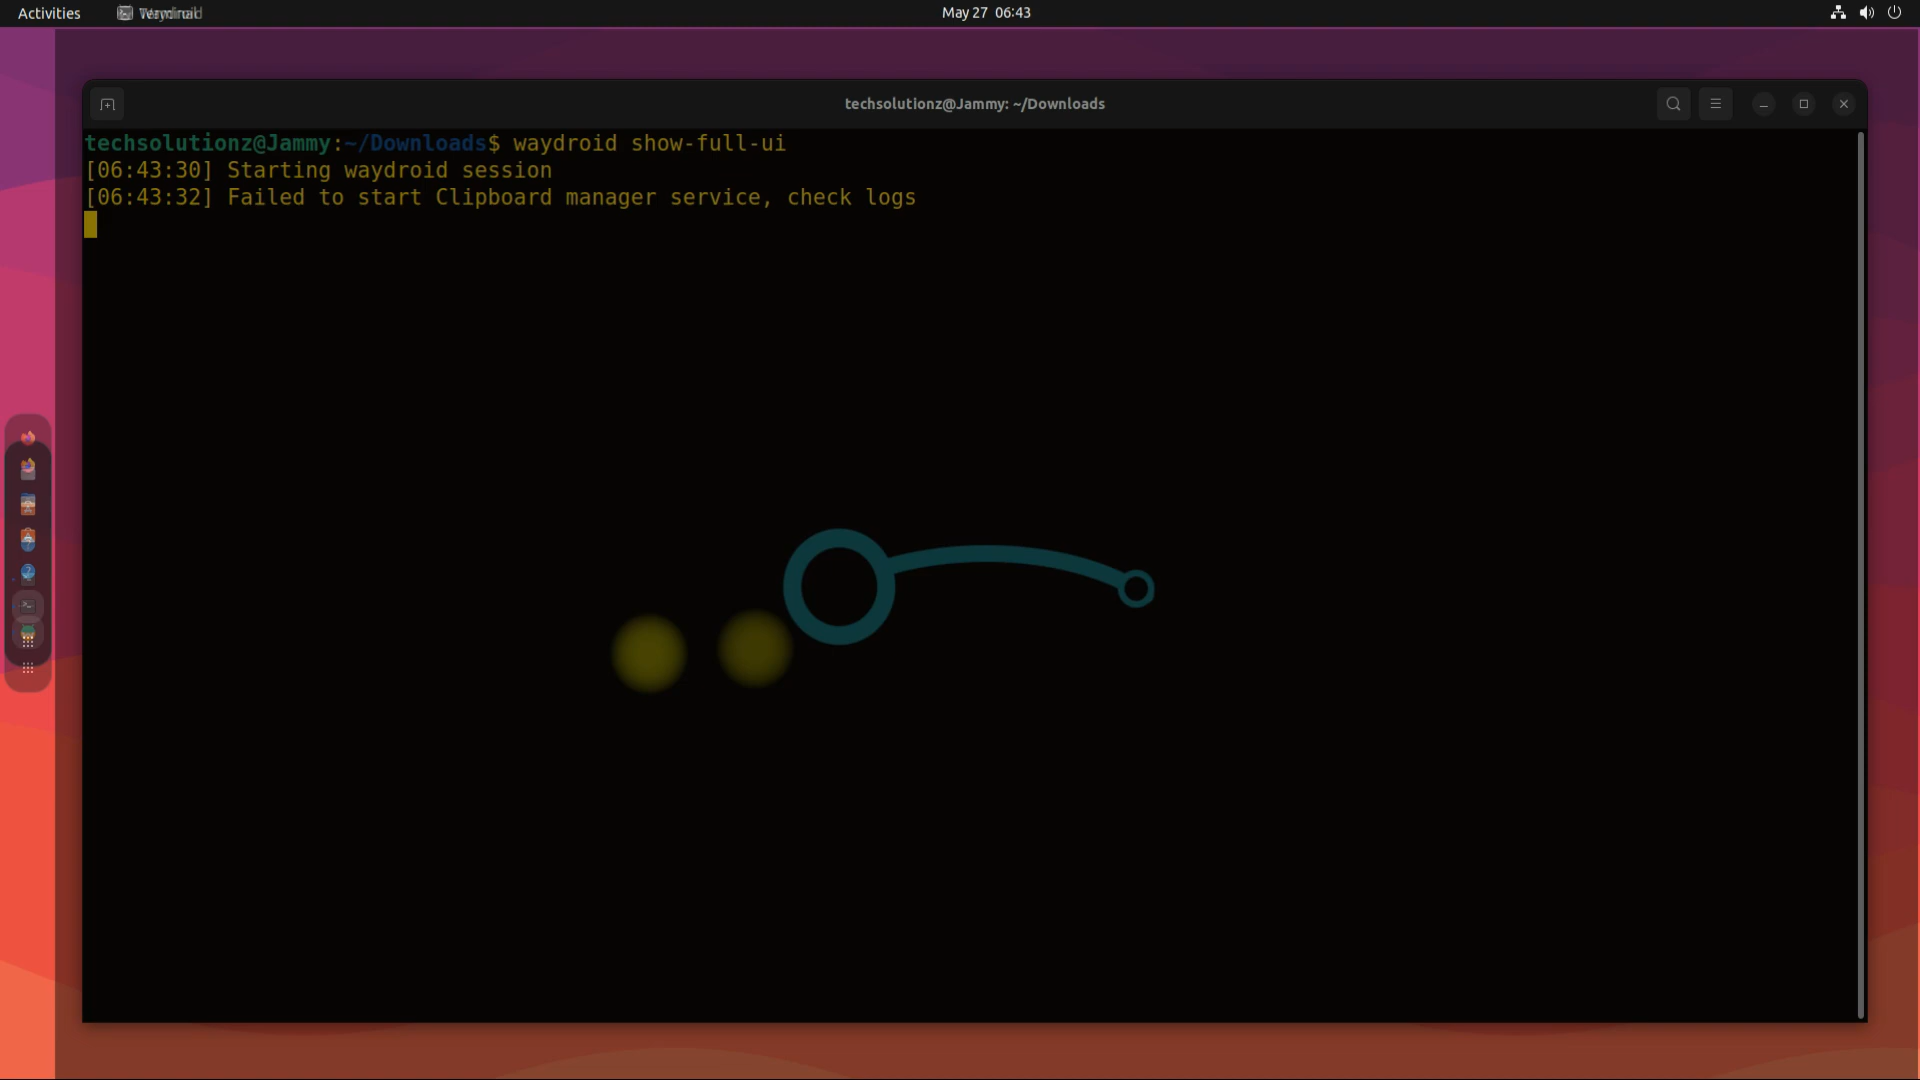 Activities
May 27 06:43
techsolutionz@Jammy: ~/Downloads
techsolutionz@Jammy:~/Downloads$ waydroid show-full-ui
[06:43:30] Starting waydroid session
[06:43:32] Failed to start Clipboard manager service, check logs